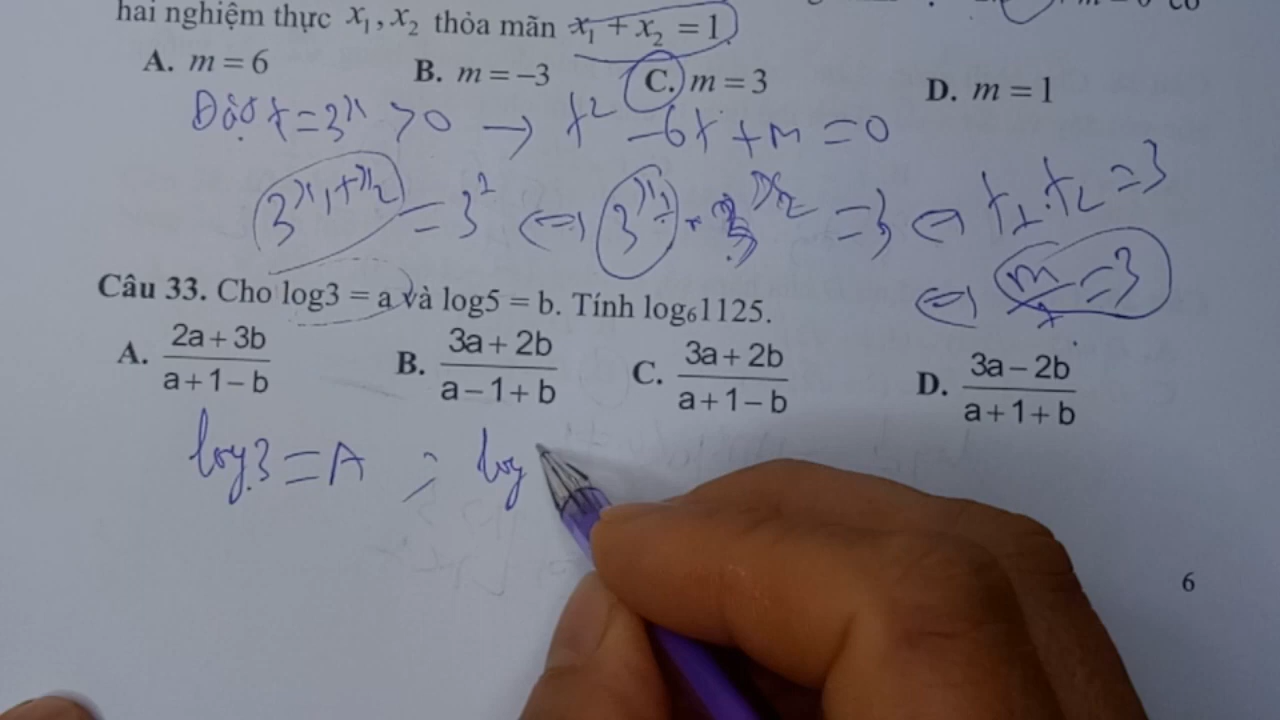 hai nghiệm thực x₁, x₂ thỏa mãn x₁ + x₂ = 1.
A. m = 6 B. m = −3 C. m = 3 D. m = 1
Đặt t = 3ˣ > 0 → t² − 6t + m = 0
3^(x₁+x₂) = 3¹ ⇔ 3^(x₁) · 3^(x₂) = 3 ⇔ t₁.t₂ = 3
⇔ m/1 = 3
Câu 33. Cho log3 = a và log5 = b. Tính log₆1125.
A. (2a + 3b)/(a + 1 − b) B. (3a + 2b)/(a − 1 + b) C. (3a + 2b)/(a + 1 − b) D. (3a − 2b)/(a + 1 + b)
log3 = A ; log
6